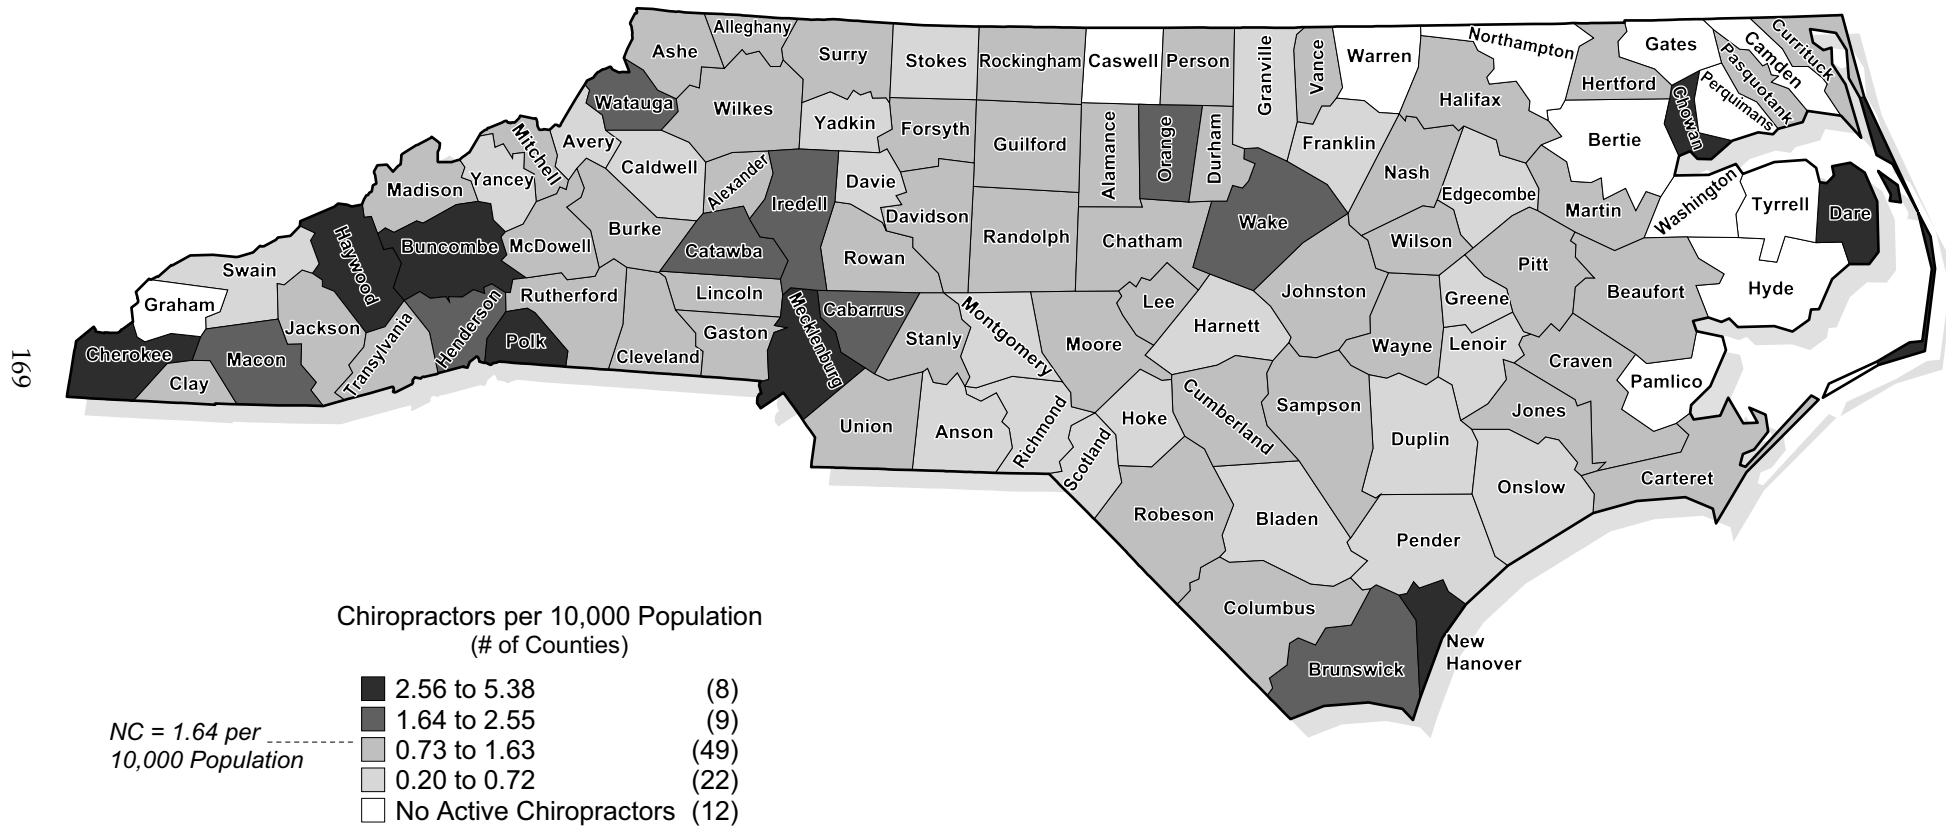 Alleghany
Ashe
Surry
Stokes
Rockingham
Caswell
Person
Granville
Vance
Warren
Northampton
Gates
Camden
Currituck
Pasquotank
Perquimans
Hertford
Chowan
Watauga
Wilkes
Yadkin
Forsyth
Guilford
Alamance
Orange
Durham
Franklin
Halifax
Bertie
Mitchell
Avery
Caldwell
Alexander
Iredell
Davie
Davidson
Randolph
Chatham
Wake
Nash
Edgecombe
Martin
Washington
Tyrrell
Dare
Madison
Yancey
Haywood
Buncombe
McDowell
Burke
Catawba
Rowan
Wilson
Pitt
Beaufort
Hyde
Swain
Graham
Rutherford
Lincoln
Mecklenburg
Cabarrus
Montgomery
Lee
Harnett
Johnston
Greene
Jackson
Transylvania
Henderson
Polk
Cleveland
Gaston
Stanly
Moore
Wayne
Lenoir
Craven
Pamlico
Cherokee
Macon
Clay
169
Union
Anson
Richmond
Scotland
Hoke
Cumberland
Sampson
Duplin
Jones
Onslow
Carteret
Robeson
Bladen
Pender
Columbus
Brunswick
New
Hanover
Chiropractors per 10,000 Population
(# of Counties)
2.56 to 5.38 (8)
1.64 to 2.55 (9)
0.73 to 1.63 (49)
0.20 to 0.72 (22)
No Active Chiropractors (12)
NC = 1.64 per
10,000 Population